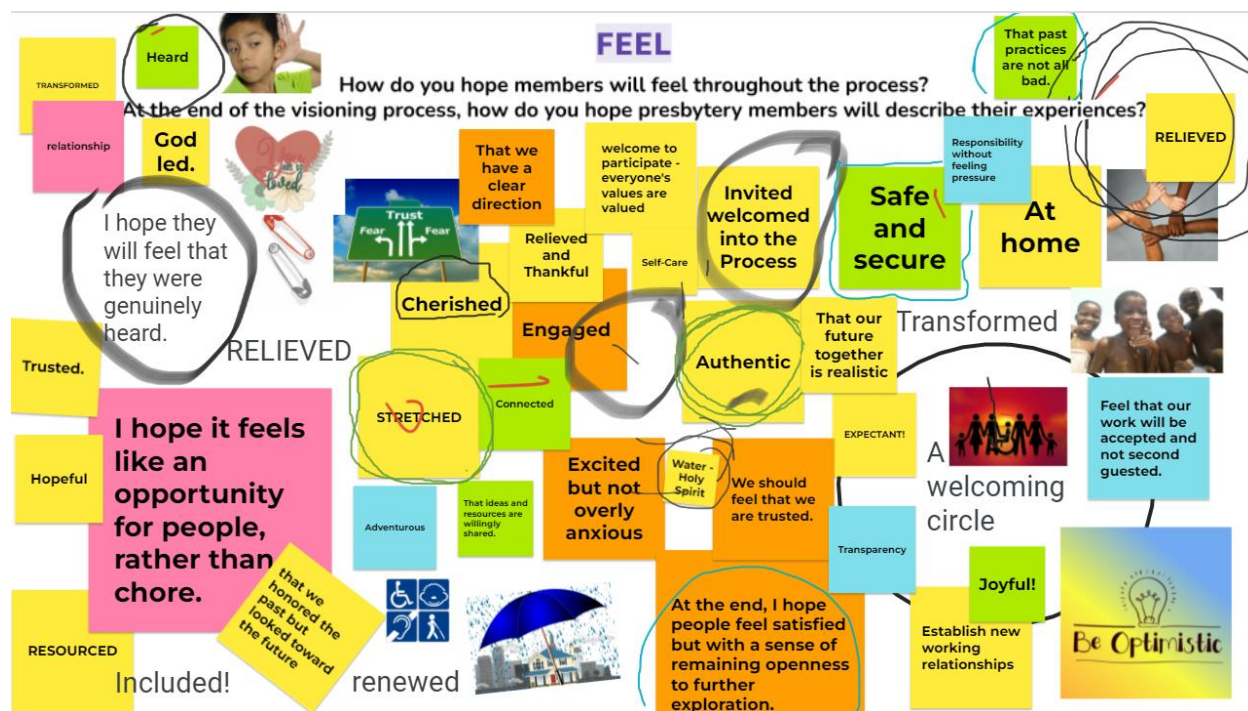 FEEL
How do you hope members will feel throughout the process?
At the end of the visioning process, how do you hope presbytery members will describe their experiences?
TRANSFORMED
Heard
That past
practices
are not all
bad.
RELIEVED
relationship
God
led.
You
are so
loved
That we
have a
clear
direction
welcome to
participate -
everyone's
values are
valued
Invited
welcomed
into the
Process
Safe
and
secure
Responsibility
without
feeling
pressure
At
home
I hope they
will feel that
they were
genuinely
heard.
Trust
Fear
Fear
Relieved
and
Thankful
Self-Care
Cherished
Engaged
Authentic
That our
future
together
is realistic
Transformed
RELIEVED
Trusted.
STRETCHED
Connected
EXPECTANT!
Feel that our
work will be
accepted and
not second
guested.
I hope it feels
like an
opportunity
for people,
rather than
chore.
Hopeful
Excited
but not
overly
anxious
Water -
Holy
Spirit
We should
feel that we
are trusted.
A
welcoming
circle
Adventurous
That ideas and
resources are
willingly
shared.
Transparency
Joyful!
that we
honored the
past but
looked toward
the future
RESOURCED
Included!
renewed
At the end, I hope
people feel satisfied
but with a sense of
remaining openness
to further
exploration.
Establish new
working
relationships
Be Optimistic